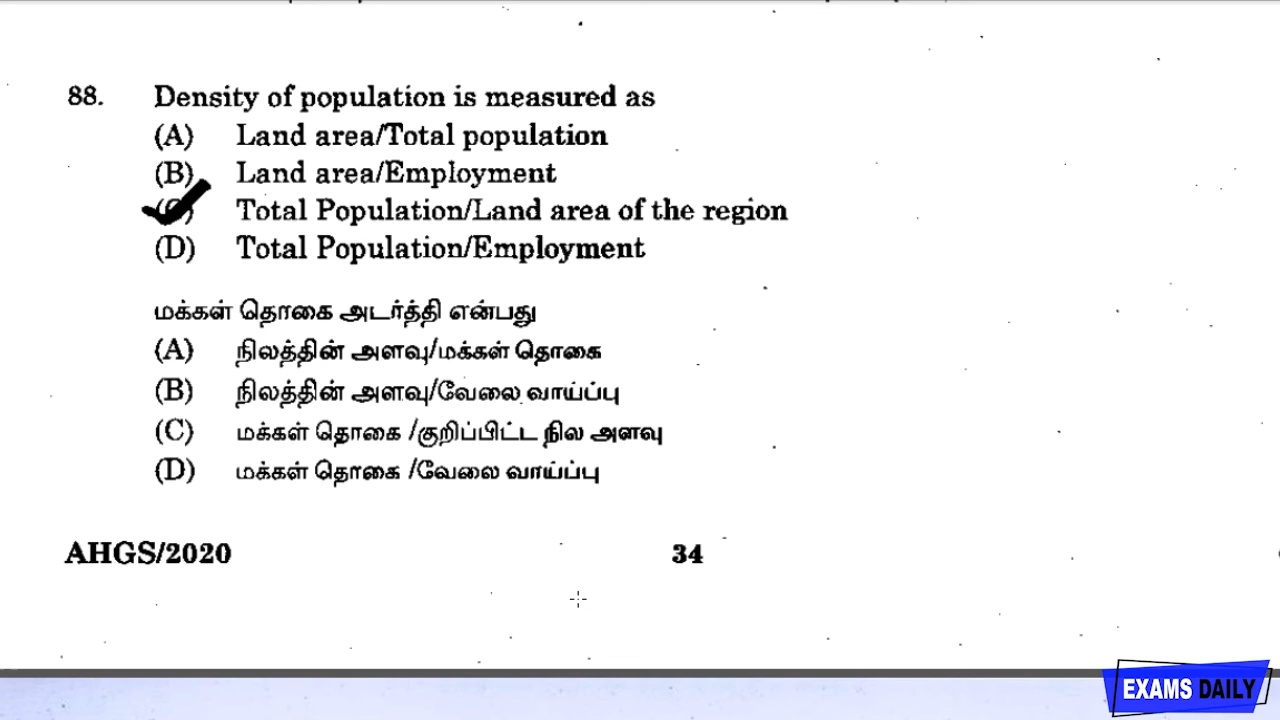 88. Density of population is measured as
(A) Land area/Total population
(B) Land area/Employment
(C) Total Population/Land area of the region
(D) Total Population/Employment
மக்கள் தொகை அடர்த்தி என்பது
(A) நிலத்தின் அளவு/மக்கள் தொகை
(B) நிலத்தின் அளவு/வேலை வாய்ப்பு
(C) மக்கள் தொகை /குறிப்பிட்ட நில அளவு
(D) மக்கள் தொகை /வேலை வாய்ப்பு
AHGS/2020 34
EXAMS DAILY